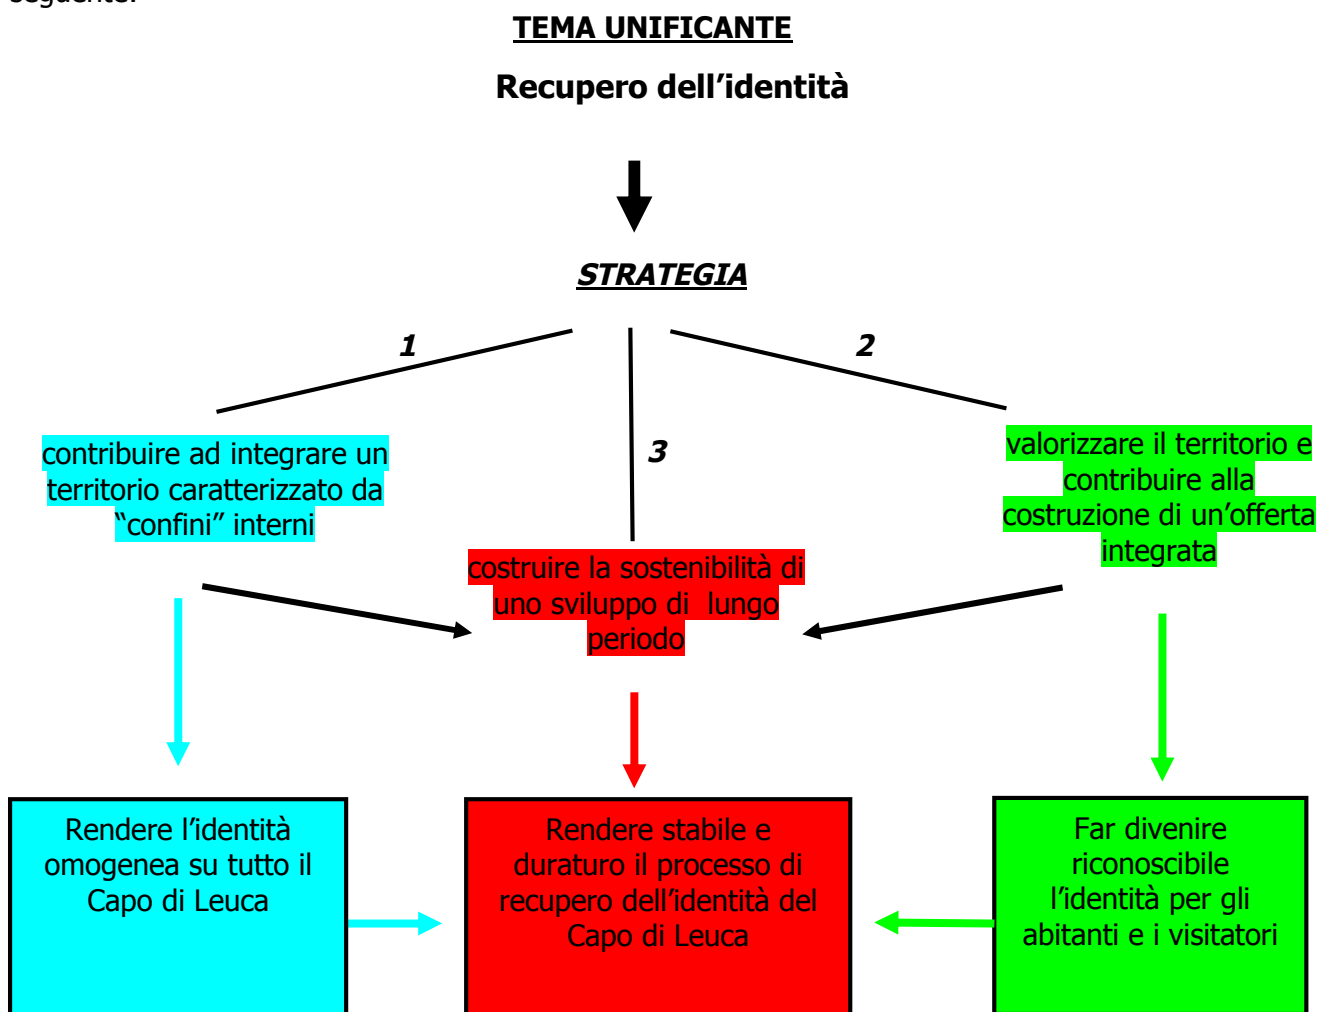 seguente:
TEMA UNIFICANTE
Recupero dell’identità
STRATEGIA
1
2
3
contribuire ad integrare un
territorio caratterizzato da
“confini” interni
valorizzare il territorio e
contribuire alla
costruzione di un’offerta
integrata
costruire la sostenibilità di
uno sviluppo di lungo
periodo
Rendere l’identità
omogenea su tutto il
Capo di Leuca
Rendere stabile e
duraturo il processo di
recupero dell’identità del
Capo di Leuca
Far divenire
riconoscibile
l’identità per gli
abitanti e i visitatori